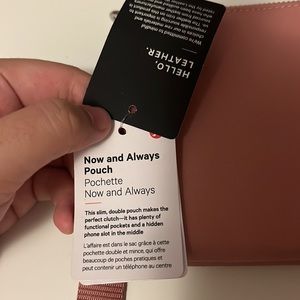 HELLO,
LEATHER.
Now and Always
Pouch
Pochette
Now and Always
This slim, double pouch makes the
perfect clutch—it has plenty of
functional pockets and a hidden
phone slot in the middle
L'affaire est dans le sac grâce à cette
pochette double et mince, qui offre
beaucoup de poches pratiques et
peut contenir un téléphone au centre